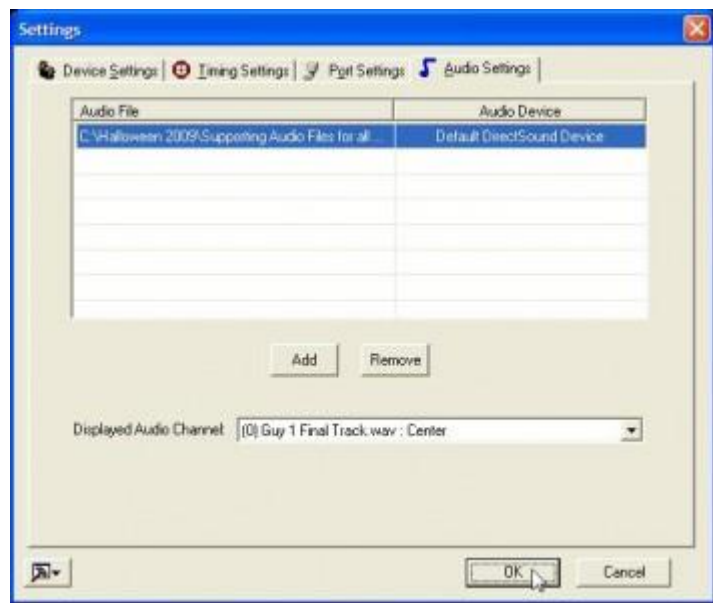 Settings
Device Settings Timing Settings Port Settings Audio Settings
Audio File Audio Device
C:\Halloween 2009\Supporting Audio Files for all ... Default DirectSound Device
Add Remove
Displayed Audio Channel: (0) Guy 1 Final Track.wav : Center
OK Cancel